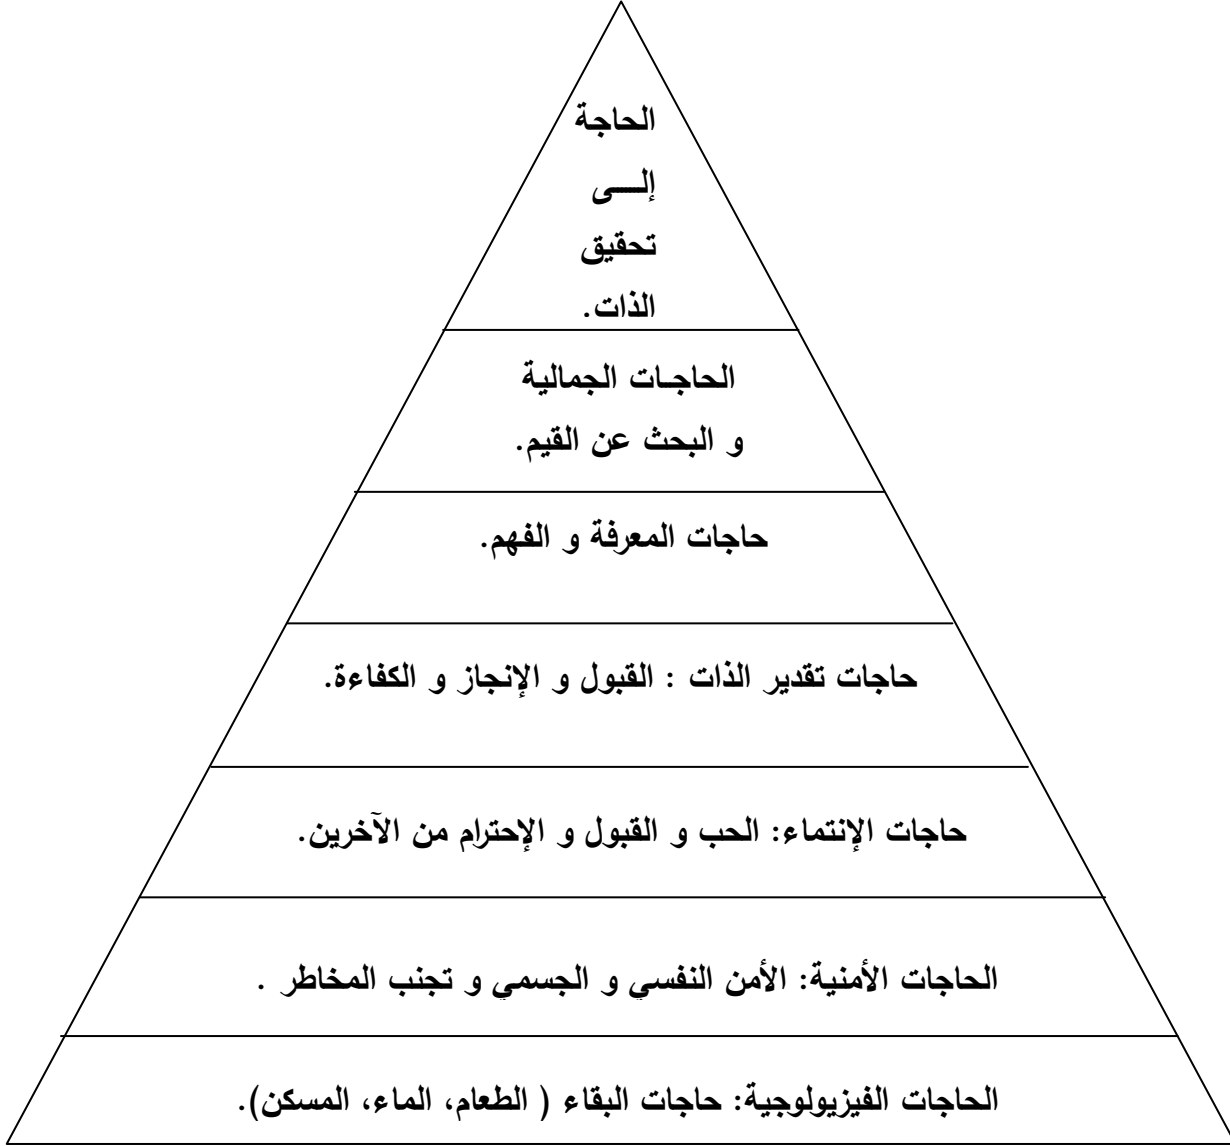 الحاجة
إلــى
تحقيق
الذات.
الحاجـات الجمالية
و البحث عن القيم.
حاجات المعرفة و الفهم.
حاجات تقدير الذات : القبول و الإنجاز و الكفاءة.
حاجات الإنتماء: الحب و القبول و الإحترام من الآخرين.
الحاجات الأمنية: الأمن النفسي و الجسمي و تجنب المخاطر .
الحاجات الفيزيولوجية: حاجات البقاء ( الطعام، الماء، المسكن).